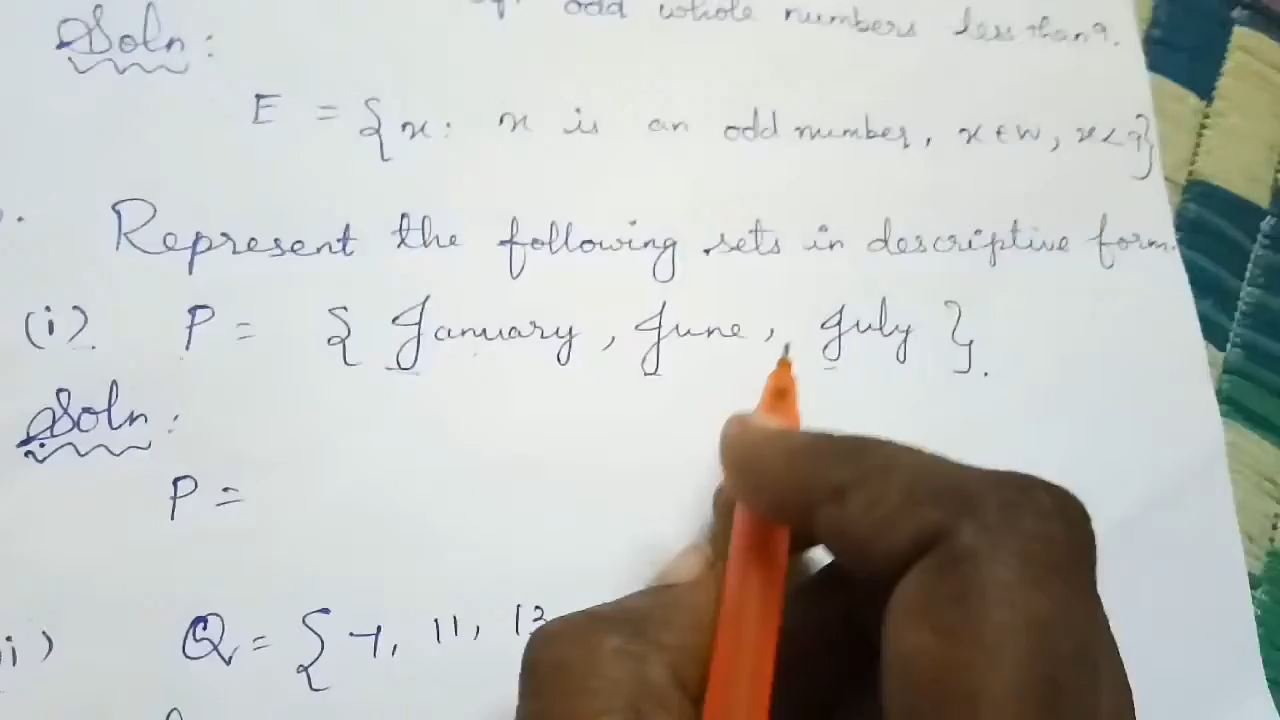 odd whole numbers less than 9.
Soln:
E = {x: x is an odd number, x ∈ W, x < 9}
Represent the following sets in descriptive form.
(i). P = { January, June, July }.
Soln:
P =
i) Q = { 7, 11, 13